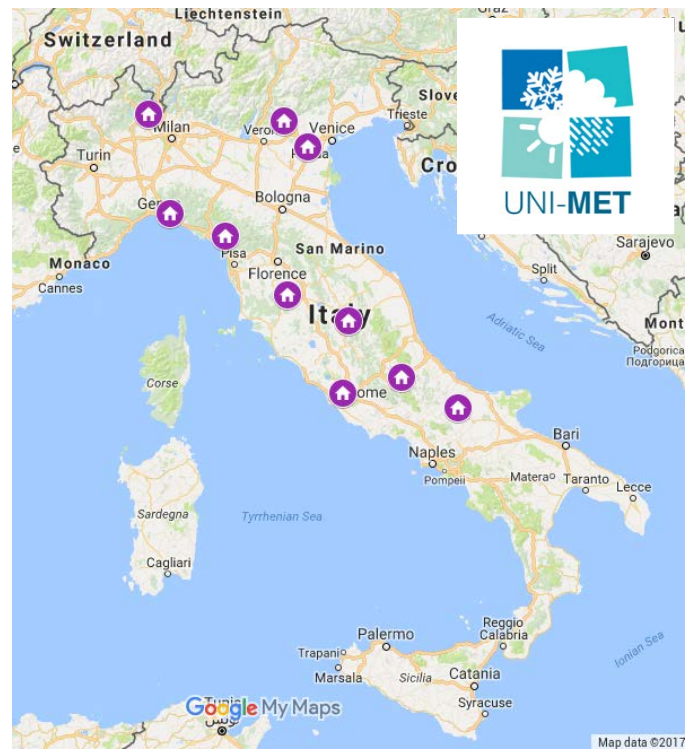 Liechtenstein
Graz
Switzerland
UNI-MET
Slove
Milan
Verona
Venice
Trieste
Turin
Cro
Bologna
San Marino
Sarajevo
Monaco
Pisa
Cannes
Florence
Split
Italy
Mont
Adriatic Sea
Podgorica
Подгорица
Corse
Rome
Bari
Naples
Pompeii
Matera
Taranto
Lecce
Sardegna
Tyrrhenian Sea
Cagliari
Reggio
Calabria
Palermo
Ionian Sea
Trapani
Marsala
Sicilia
Catania
Syracuse
Google My Maps
Map data ©2017